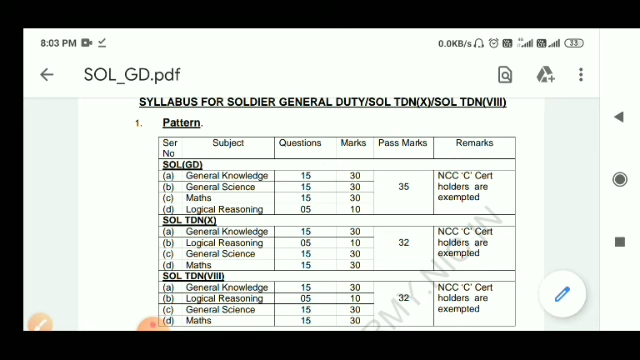 8:03 PM
0.0KB/s
33
SOL_GD.pdf
SYLLABUS FOR SOLDIER GENERAL DUTY/SOL TDN(X)/SOL TDN(VIII)
1. Pattern.
Ser No Subject Questions Marks Pass Marks Remarks
SOL(GD)
(a) General Knowledge 15 30 35 NCC 'C' Cert
(b) General Science 15 30 holders are
(c) Maths 15 30 exempted
(d) Logical Reasoning 05 10
SOL TDN(X)
(a) General Knowledge 15 30 32 NCC 'C' Cert
(b) Logical Reasoning 05 10 holders are
(c) General Science 15 30 exempted
(d) Maths 15 30
SOL TDN(VIII)
(a) General Knowledge 15 30 32 NCC 'C' Cert
(b) Logical Reasoning 05 10 holders are
(c) General Science 15 30 exempted
(d) Maths 15 30